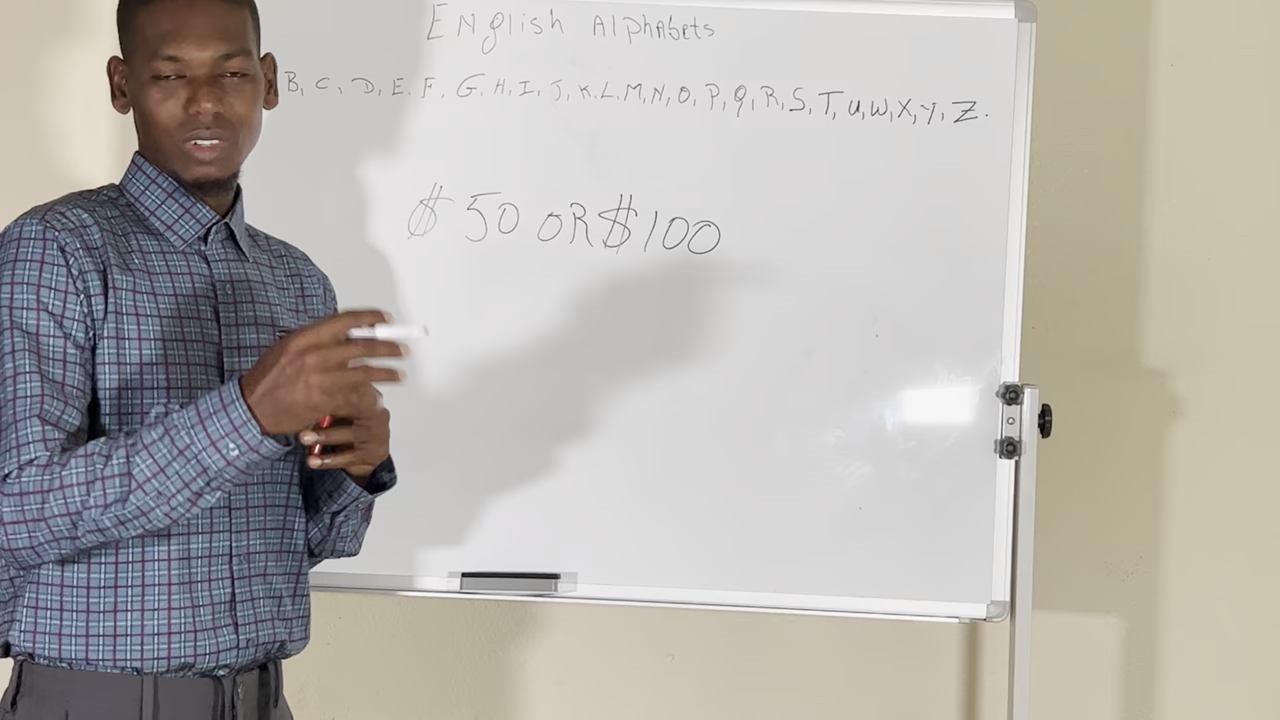 English Alphabets
B, C, D, E, F, G, H, I, J, K, L, M, N, O, P, Q, R, S, T, U, W, X, Y, Z.
$50 OR $100